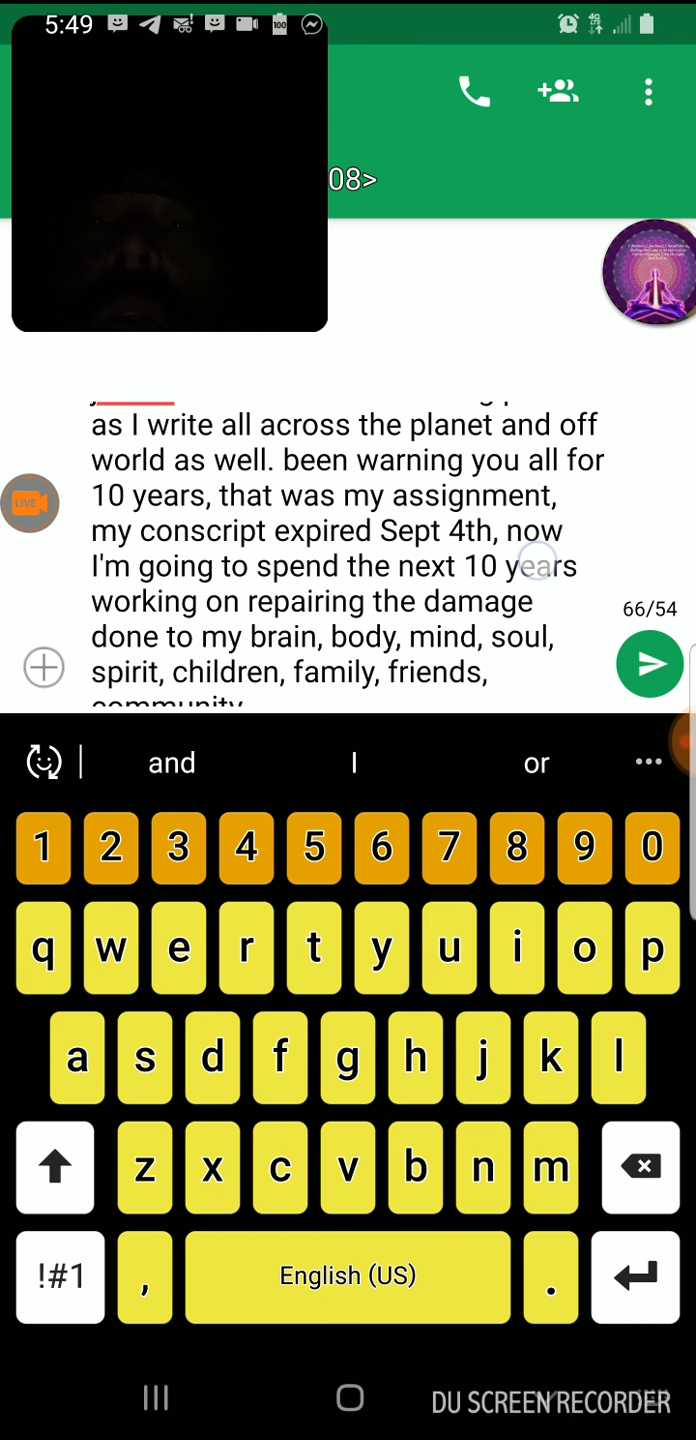 5:49
100
4G
08>
as I write all across the planet and off
world as well. been warning you all for
10 years, that was my assignment,
LIVE
my conscript expired Sept 4th, now
I'm going to spend the next 10 years
working on repairing the damage
66/54
done to my brain, body, mind, soul,
spirit, children, family, friends,
community
and I or
1 2 3 4 5 6 7 8 9 0
q w e r t y u i o p
a s d f g h j k l
z x c v b n m
!#1 , English (US) .
DU SCREEN RECORDER